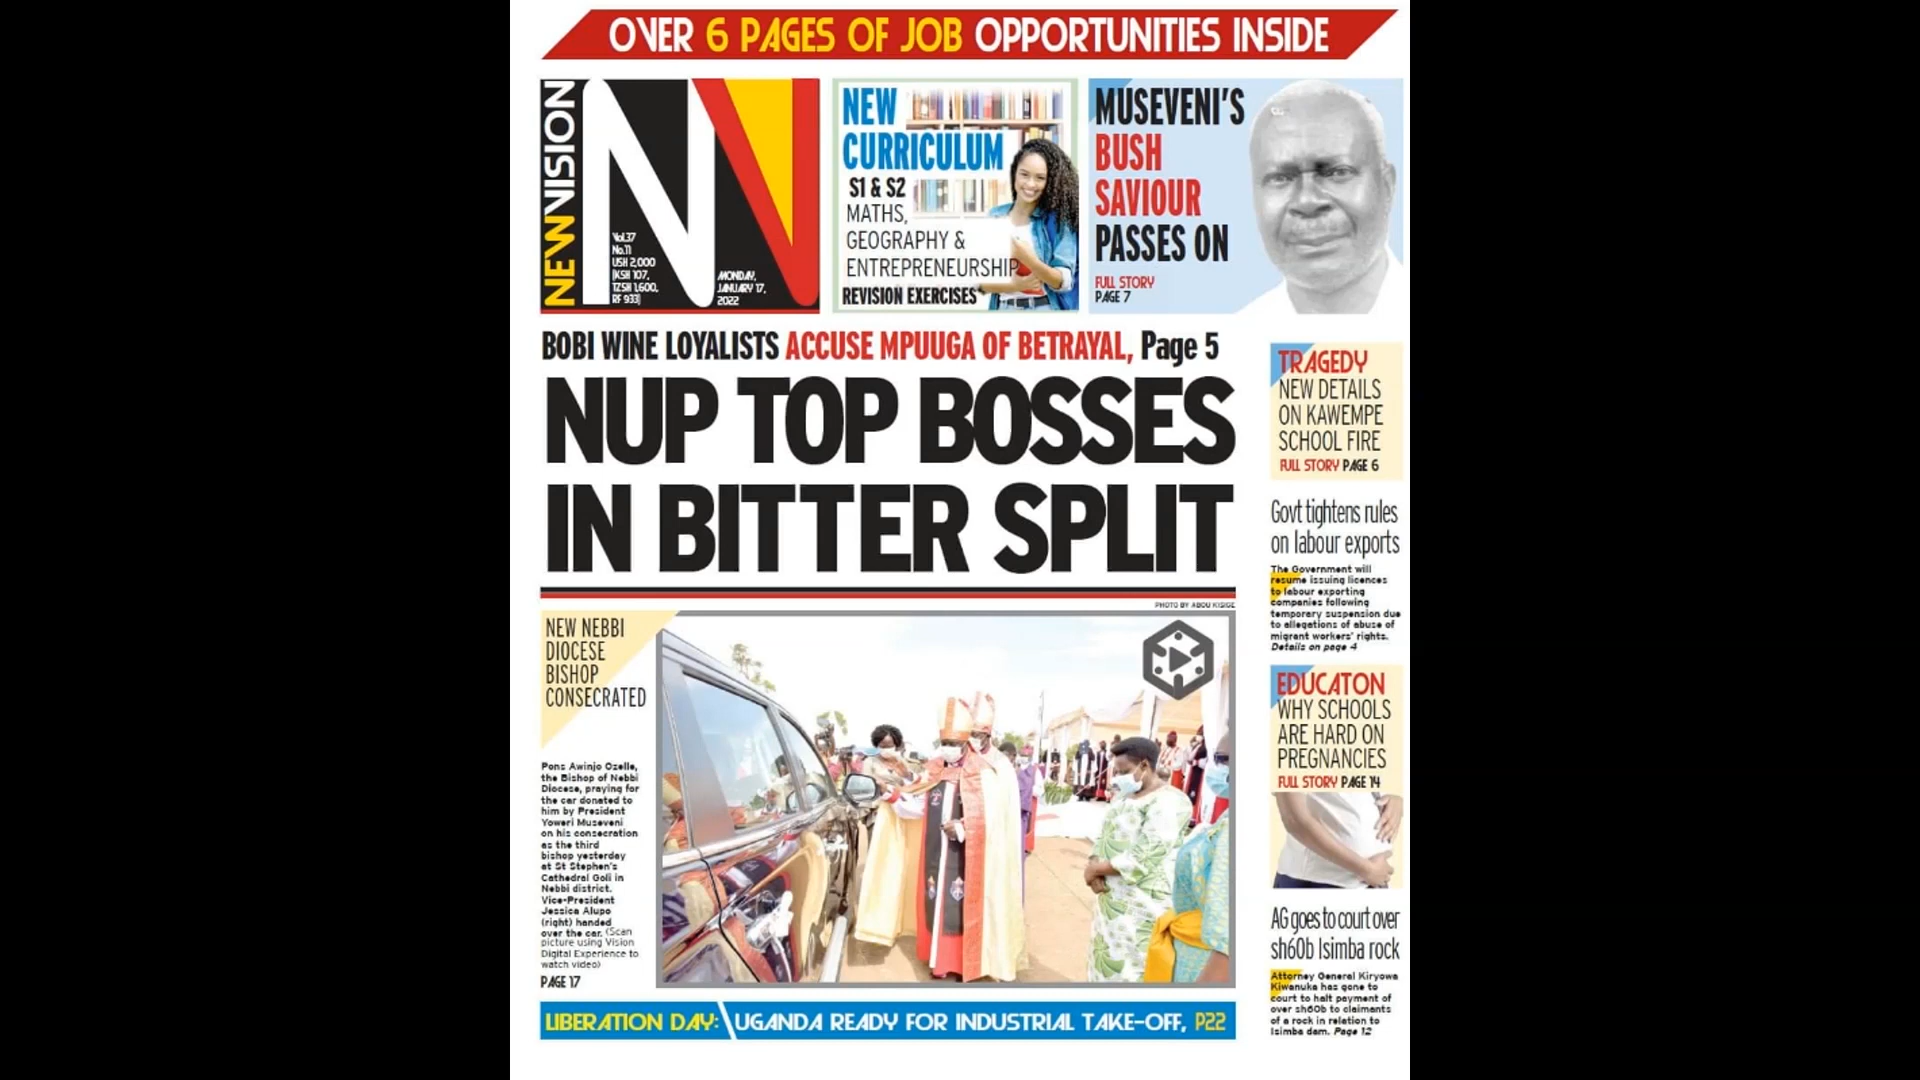 OVER 6 PAGES OF JOB OPPORTUNITIES INSIDE
NEW VISION
Vol.37
No.11
USH 2,000
(KSH 107,
TZSH 1,600,
RF 933)
MONDAY,
JANUARY 17,
2022
NEW
CURRICULUM
S1 & S2
MATHS,
GEOGRAPHY &
ENTREPRENEURSHIP
REVISION EXERCISES
MUSEVENI'S
BUSH
SAVIOUR
PASSES ON
FULL STORY
PAGE 7
BOBI WINE LOYALISTS ACCUSE MPUUGA OF BETRAYAL, Page 5
NUP TOP BOSSES
IN BITTER SPLIT
PHOTO BY ABOU KISIGE
NEW NEBBI
DIOCESE
BISHOP
CONSECRATED
Pons Awinjo Ozelle,
the Bishop of Nebbi
Diocese, praying for
the car donated to
him by President
Yoweri Museveni
on his consecration
as the third
bishop yesterday
at St Stephen's
Cathedral Goli in
Nebbi district.
Vice-President
Jessica Alupo
(right) handed
over the car. (Scan
picture using Vision
Digital Experience to
watch video)
PAGE 17
TRAGEDY
NEW DETAILS
ON KAWEMPE
SCHOOL FIRE
FULL STORY PAGE 6
Govt tightens rules
on labour exports
The Government will
resume issuing licences
to labour exporting
companies following
temporary suspension due
to allegations of abuse of
migrant workers' rights.
Details on page 4
EDUCATON
WHY SCHOOLS
ARE HARD ON
PREGNANCIES
FULL STORY PAGE 14
AG goes to court over
sh60b Isimba rock
Attorney General Kiryowa
Kiwanuka has gone to
court to halt payment of
over sh60b to claimants
of a rock in relation to
Isimba dam. Page 12
LIBERATION DAY: UGANDA READY FOR INDUSTRIAL TAKE-OFF, P22